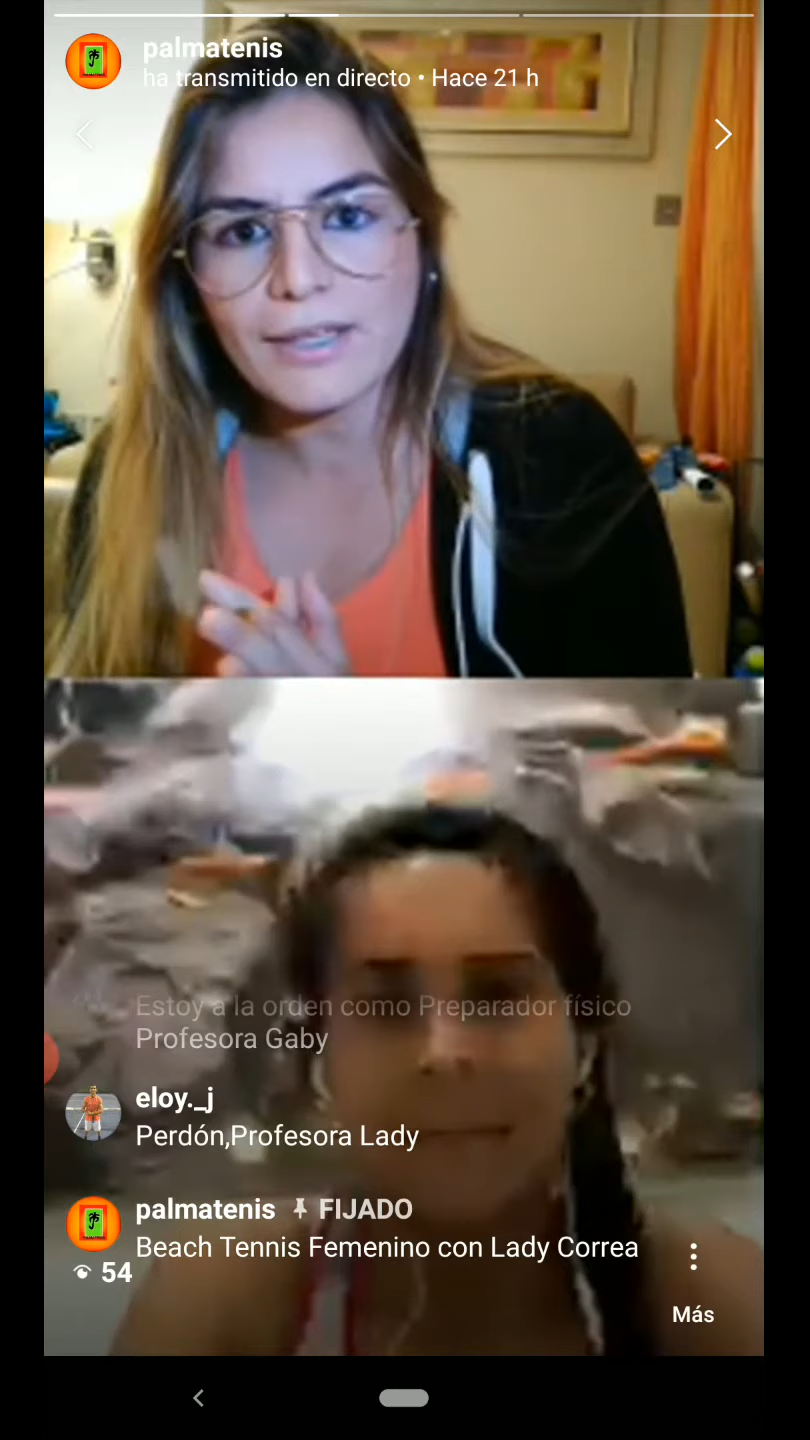 palmatenis
ha transmitido en directo • Hace 21 h
Estoy a la orden como Preparador físico
Profesora Gaby
eloy._j
Perdón,Profesora Lady
palmatenis FIJADO
Beach Tennis Femenino con Lady Correa
54
Más